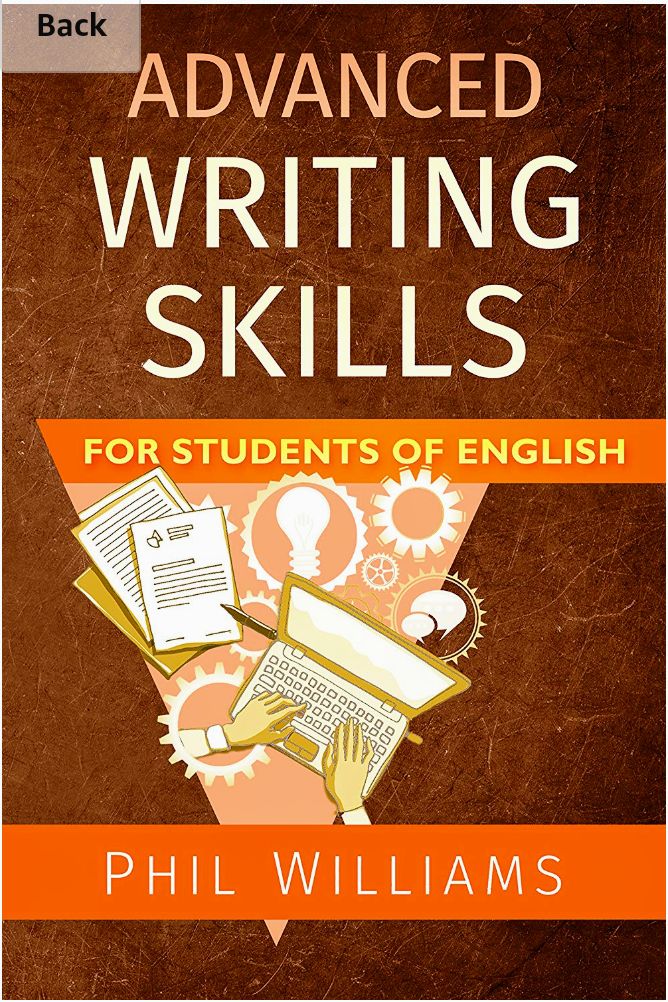 Back
ADVANCED
WRITING
SKILLS
FOR STUDENTS OF ENGLISH
PHIL WILLIAMS